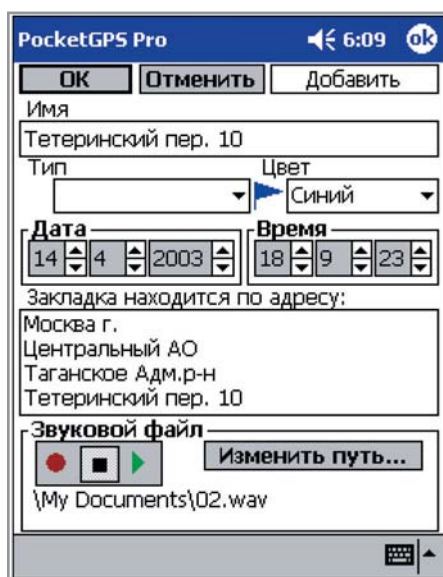 PocketGPS Pro 6:09 ok
OK Отменить Добавить
Имя
Тетеринский пер. 10
Тип Цвет
Синий
Дата Время
14 4 2003 18 9 23
Закладка находится по адресу:
Москва г.
Центральный АО
Таганское Адм.р-н
Тетеринский пер. 10
Звуковой файл
Изменить путь...
\My Documents\02.wav